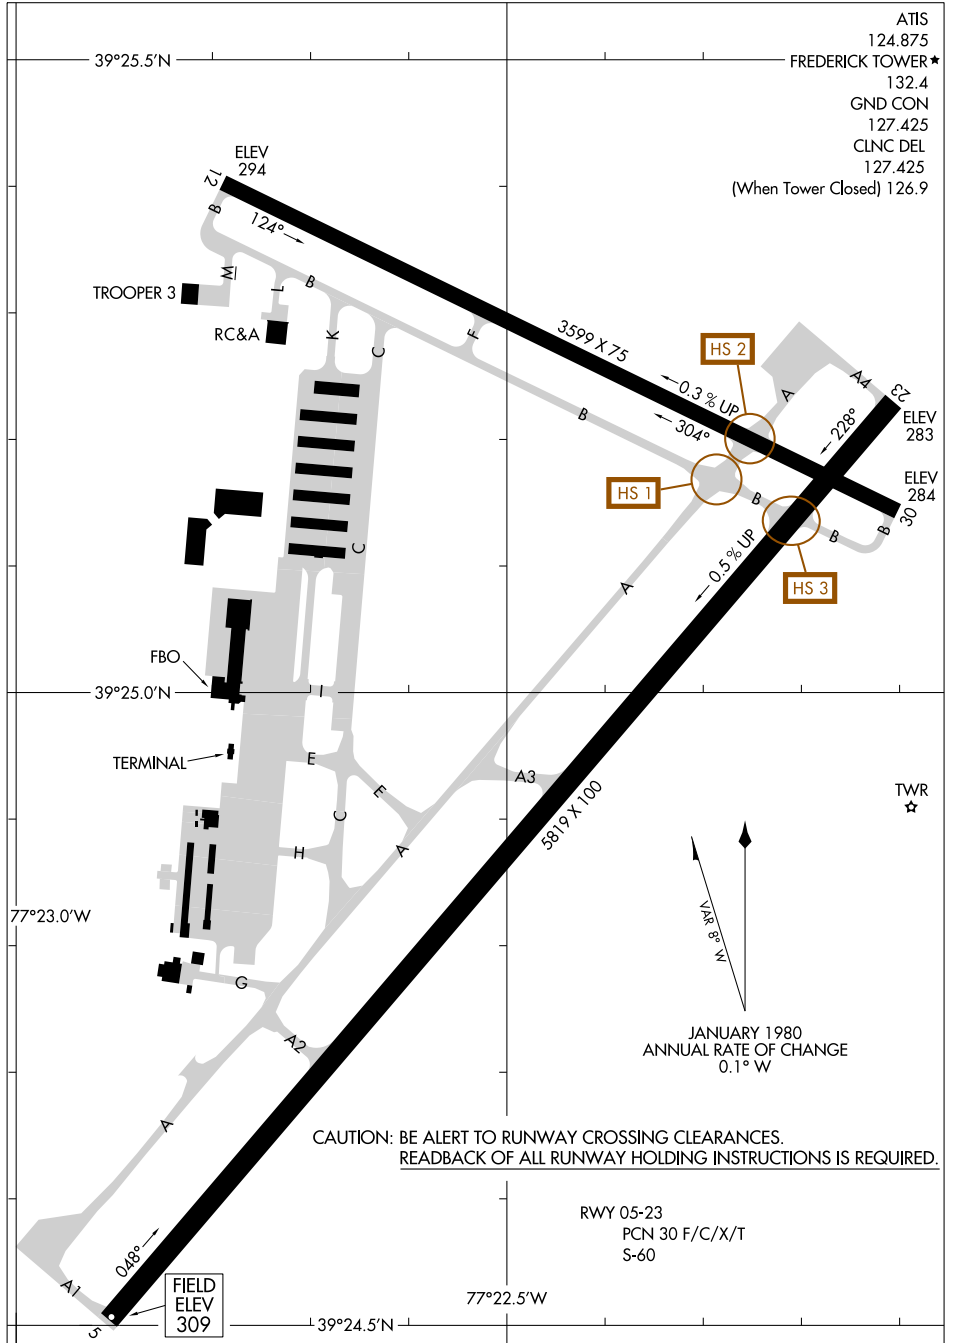 ATIS
124.875
FREDERICK TOWER★
132.4
GND CON
127.425
CLNC DEL
127.425
(When Tower Closed) 126.9
39°25.5'N
ELEV
294
12
B
124°
M
L
B
TROOPER 3
RC&A
K
C
F
3599 X 75
HS 2
0.3 % UP
304°
A
A4
23
228°
ELEV
283
B
HS 1
B
ELEV
284
30
B
B
HS 3
0.5 % UP
C
A
FBO
39°25.0'N
I
TERMINAL
E
E
A3
C
5819 X 100
TWR
H
A
77°23.0'W
VAR 8° W
G
A2
JANUARY 1980
ANNUAL RATE OF CHANGE
0.1° W
A
CAUTION: BE ALERT TO RUNWAY CROSSING CLEARANCES.
READBACK OF ALL RUNWAY HOLDING INSTRUCTIONS IS REQUIRED.
RWY 05-23
PCN 30 F/C/X/T
S-60
048°
A1
FIELD
ELEV
309
77°22.5'W
5
39°24.5'N